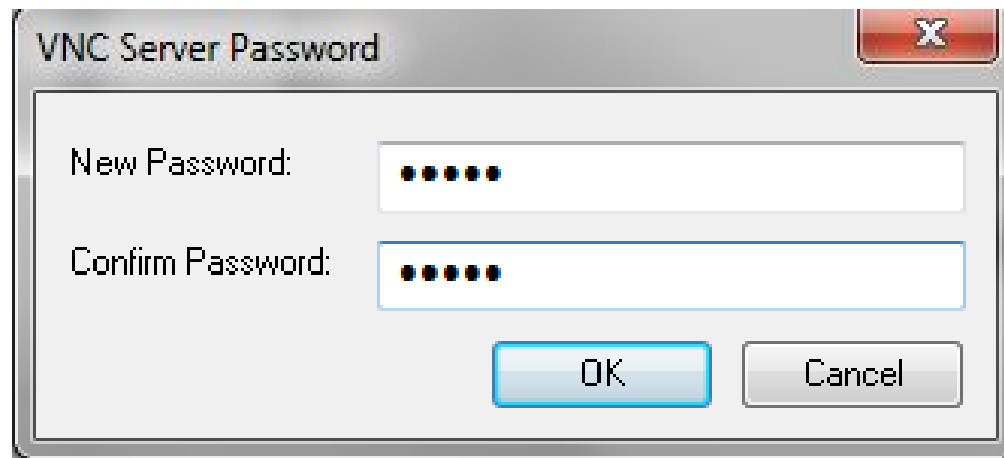 VNC Server Password
New Password:
•••••
Confirm Password:
•••••
OK Cancel